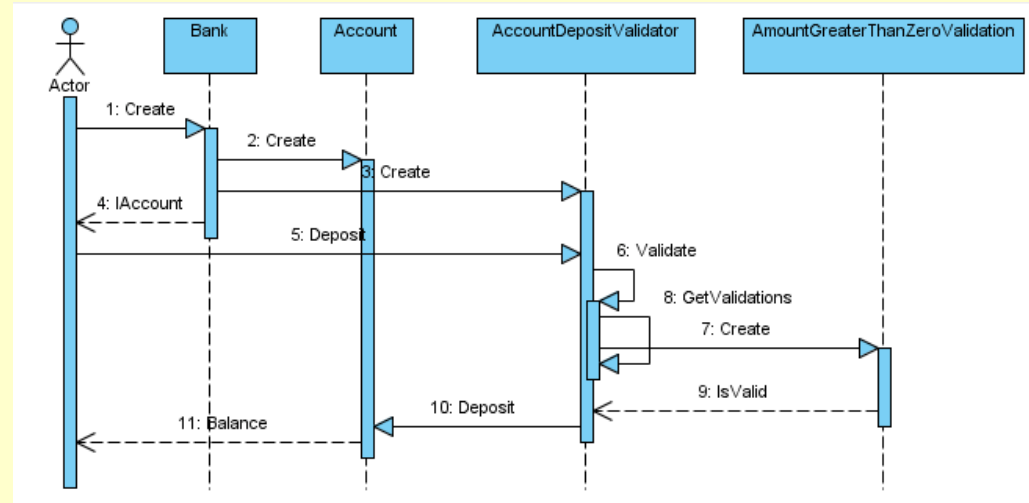 Bank
Account
AccountDepositValidator
AmountGreaterThanZeroValidation
Actor
1: Create
2: Create
3: Create
4: IAccount
5: Deposit
6: Validate
8: GetValidations
7: Create
9: IsValid
10: Deposit
11: Balance